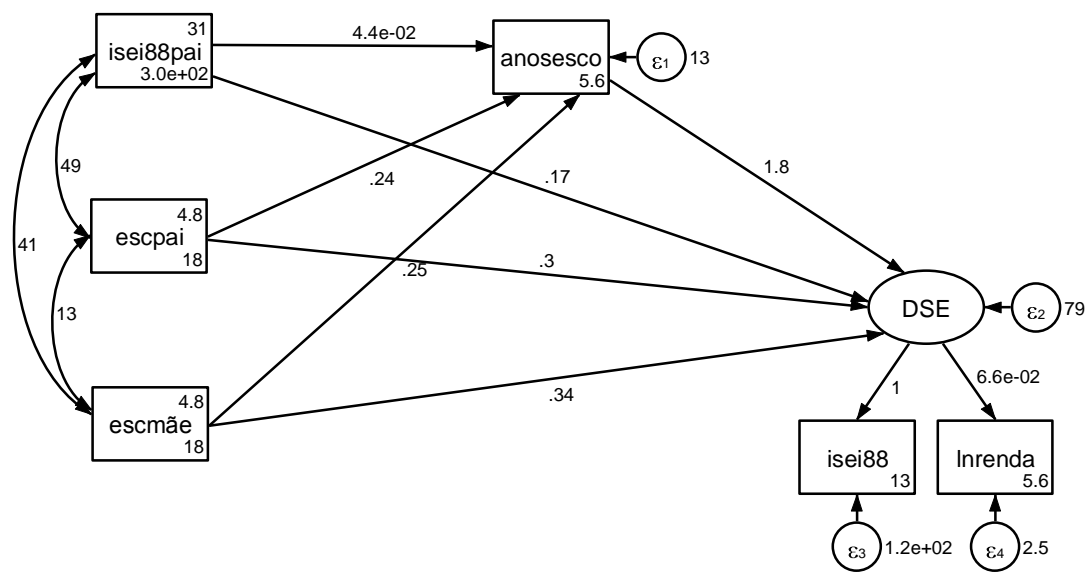 31
isei88pai
3.0e+02
4.4e-02
anosesco
5.6
ε1
13
49
.24
.17
1.8
4.8
escpai
18
41
.25
.3
13
DSE
ε2
79
4.8
escmãe
18
.34
1
6.6e-02
isei88
13
lnrenda
5.6
ε3
1.2e+02
ε4
2.5